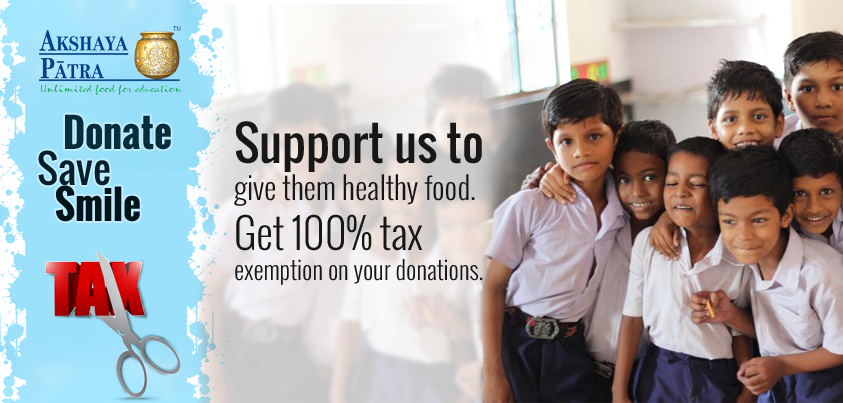 AKSHAYA
PĀTRA
TM
Unlimited food for education
Donate
Save
Smile
TAX
Support us to
give them healthy food.
Get 100% tax
exemption on your donations.